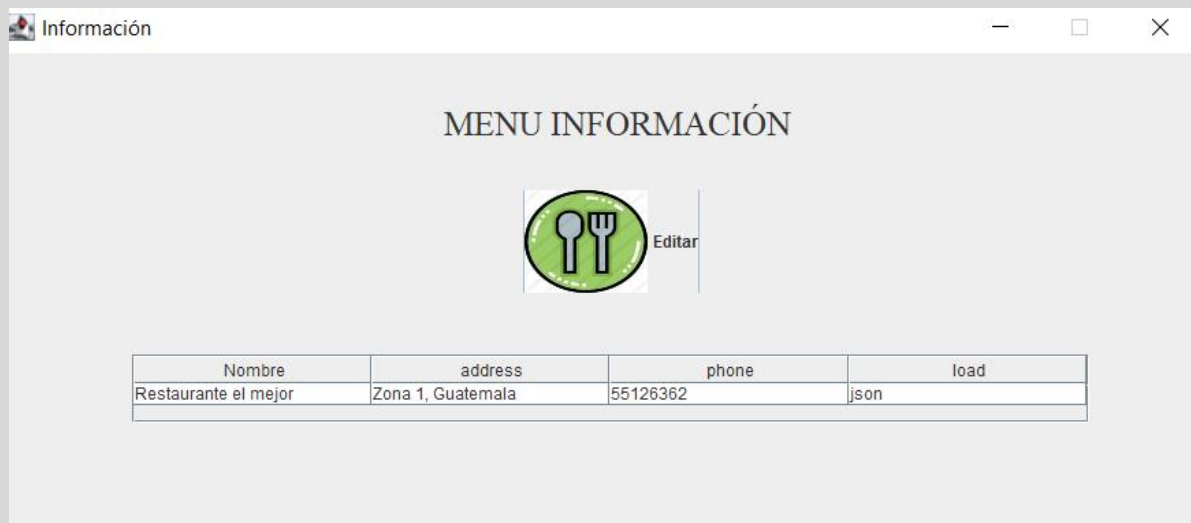 Información
MENU INFORMACIÓN
Editar
Nombre address phone load
Restaurante el mejor Zona 1, Guatemala 55126362 json